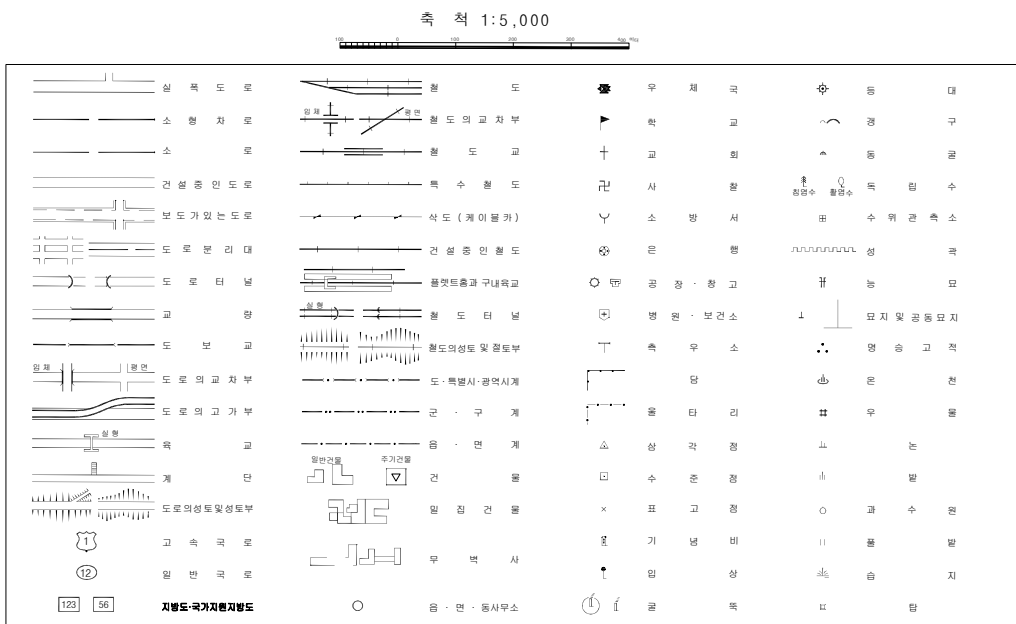 축 척 1:5,000
100 0 100 200 300
실 폭 도 로
소 형 차 로
소 로
건 설 중 인 도 로
보 도 가 있 는 도 로
도 로 분 리 대
도 로 터 널
교 량
도 보 교
입 체 평 면
도 로 의 교 차 부
도 로 의 고 가 부
실 형
육 교
계 단
도로의성토및성토부
1 고 속 국 로
12 일 반 국 로
123 56 지방도·국가지원지방도
철 도
입 체 평 면
철 도 의 교 차 부
철 도 교
특 수 철 도
삭 도 ( 케 이 블 카 )
건 설 중 인 철 도
플랫트홈과 구내육교
실 형
철 도 터 널
철도의성토 및 절토부
도·특별시·광역시계
군 · 구 계
읍 · 면 계
일반건물 주기건물
건 물
밀 집 건 물
무 벽 사
읍 · 면 · 동사무소
우 체 국
학 교
교 회
사 찰
소 방 서
은 행
공 장 · 창 고
병 원 · 보 건 소
측 우 소
담
울 타 리
삼 각 점
수 준 점
표 고 점
기 념 비
입 상
굴 뚝
등 대
갱 구
동 굴
침엽수 활엽수
독 립 수
수 위 관 측 소
성 곽
능 묘
묘 지 및 공 동 묘 지
명 승 고 적
온 천
우 물
논
밭
과 수 원
풀 밭
습 지
탑